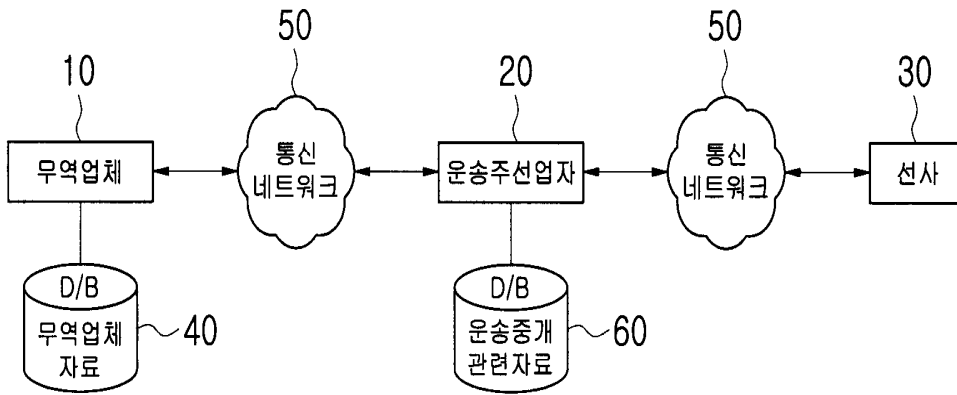 50
50
10
20
30
무역업체
통신
네트워크
운송주선업자
통신
네트워크
선사
D/B
무역업체
자료
40
D/B
운송중개
관련자료
60